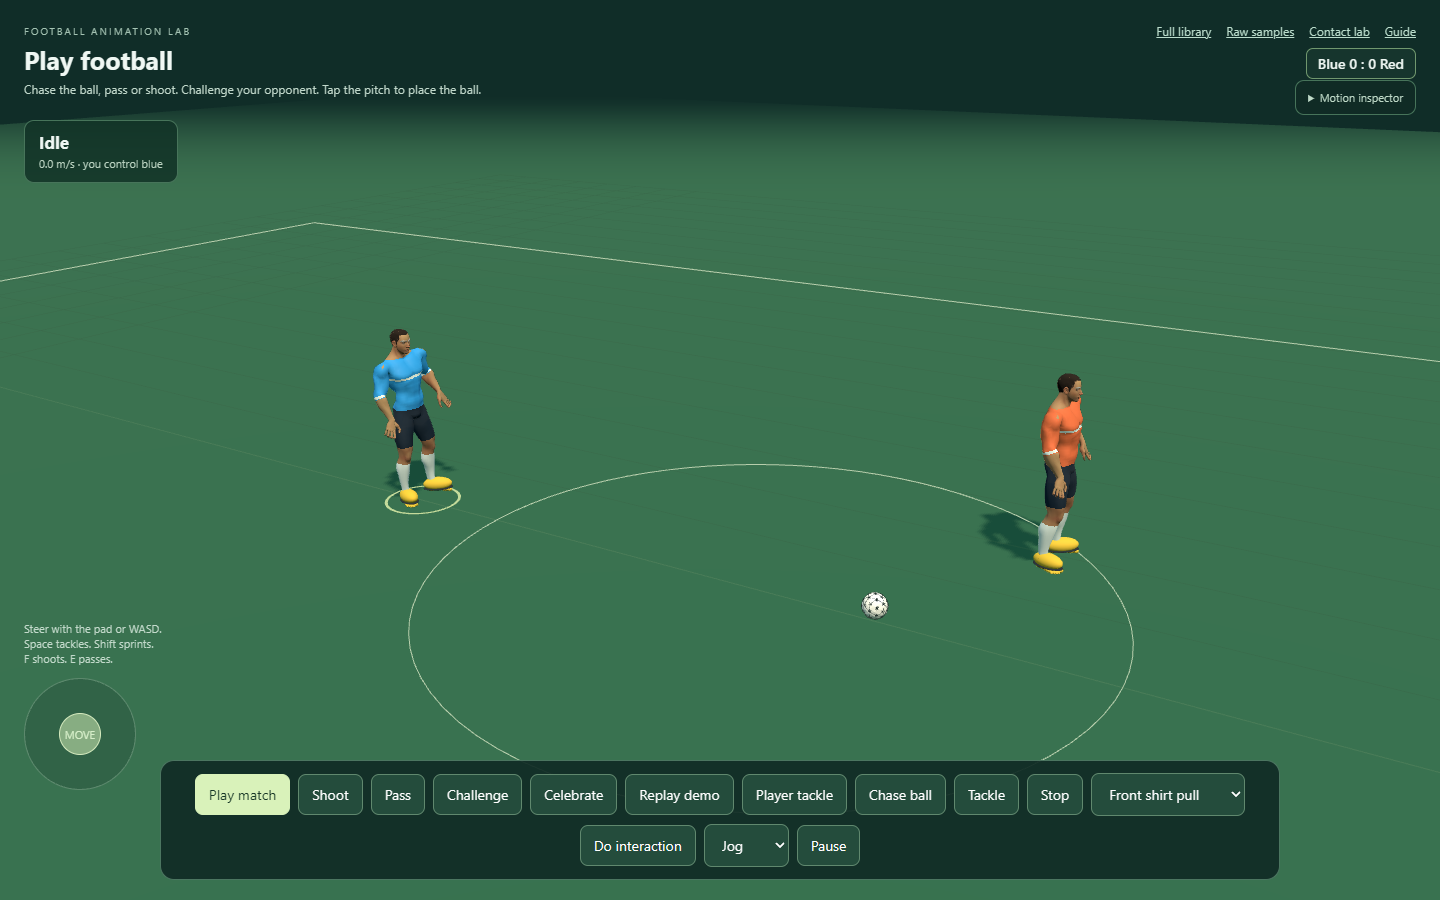 FOOTBALL ANIMATION LAB
Play football
Chase the ball, pass or shoot. Challenge your opponent. Tap the pitch to place the ball.
Full library Raw samples Contact lab Guide
Blue 0 : 0 Red
Motion inspector
Idle
0.0 m/s · you control blue
Steer with the pad or WASD.
Space tackles. Shift sprints.
F shoots. E passes.
MOVE
Play match Shoot Pass Challenge Celebrate Replay demo Player tackle Chase ball Tackle Stop Front shirt pull
Do interaction Jog Pause